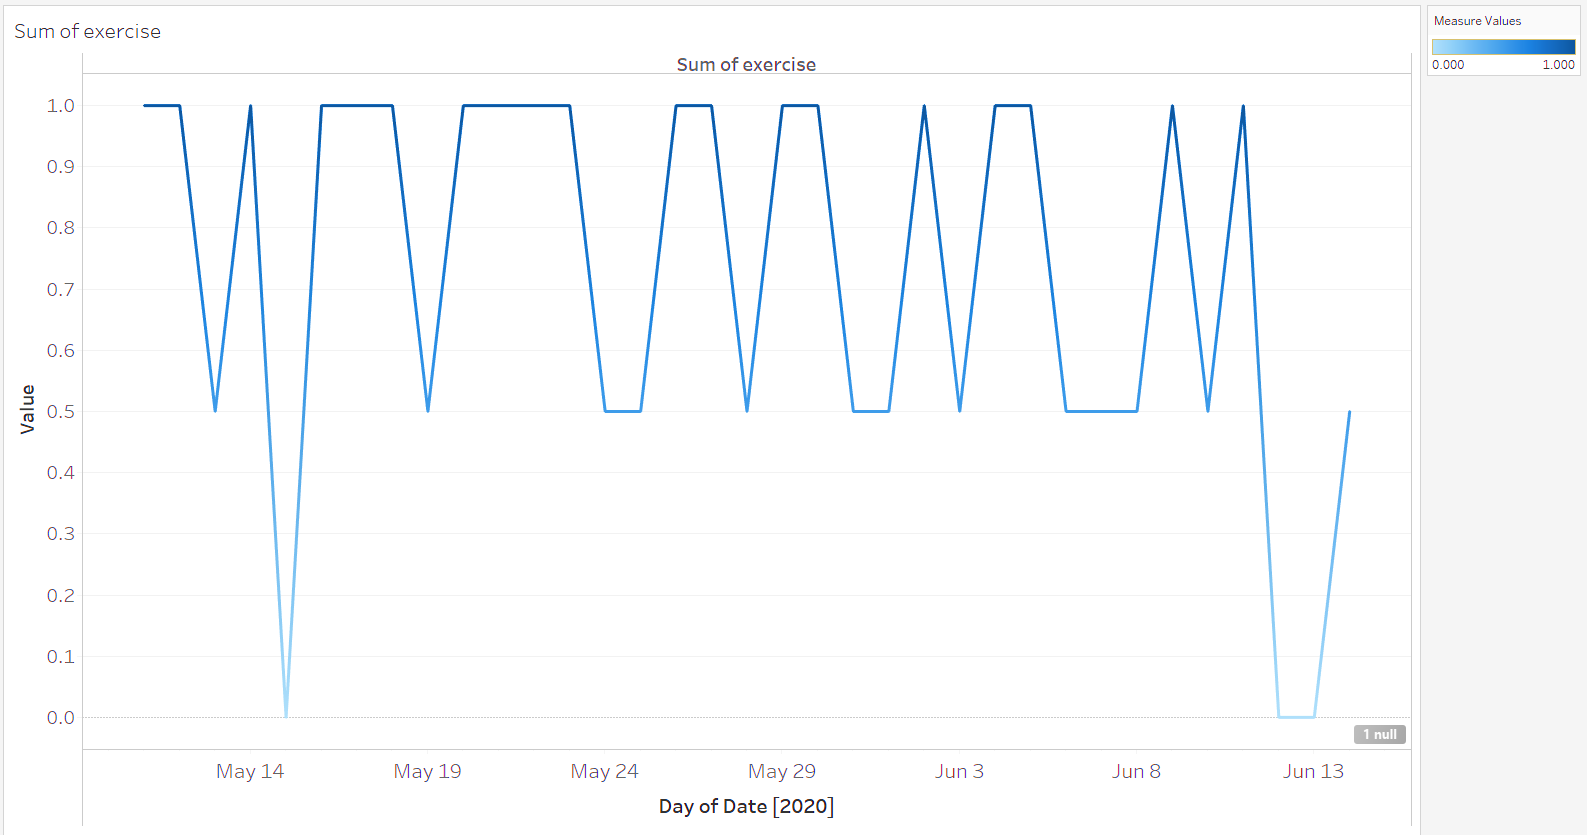 Sum of exercise
Measure Values
0.000 1.000
Sum of exercise
1.0
0.9
0.8
0.7
0.6
0.5
0.4
0.3
0.2
0.1
0.0
Value
1 null
May 14 May 19 May 24 May 29 Jun 3 Jun 8 Jun 13
Day of Date [2020]